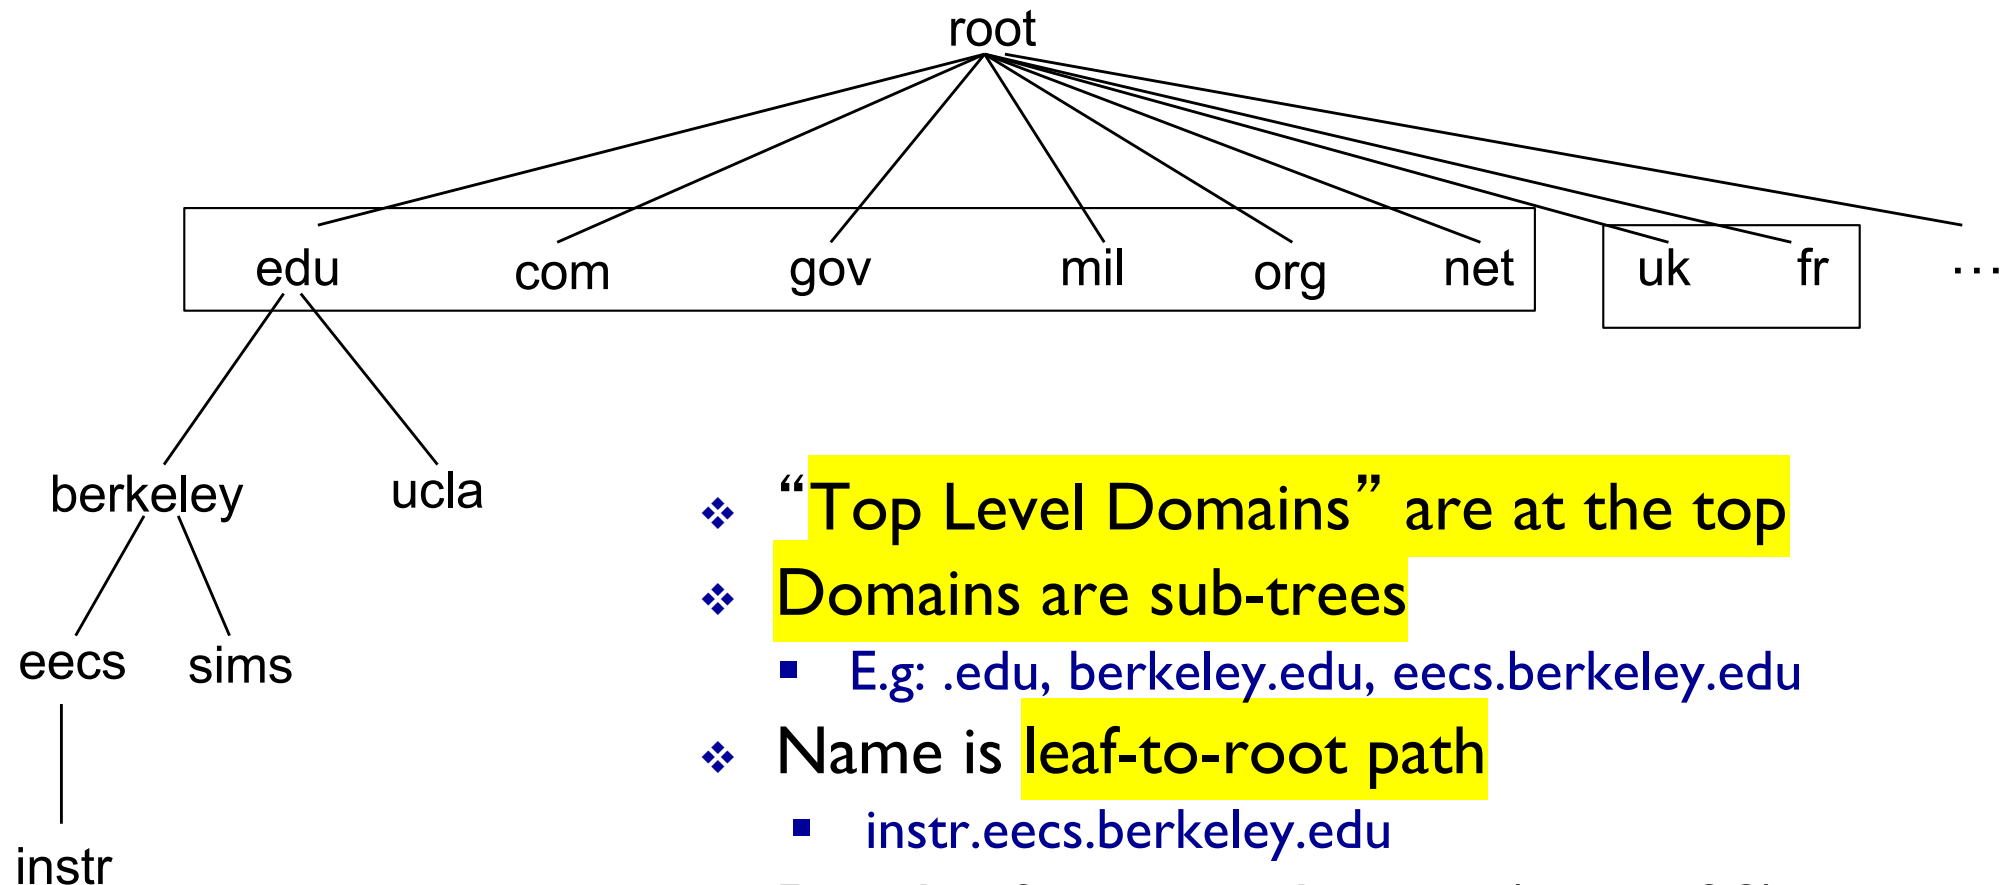 root
edu com gov mil org net uk fr ...
berkeley ucla
❖ “Top Level Domains” are at the top
❖ Domains are sub-trees
▪ E.g: .edu, berkeley.edu, eecs.berkeley.edu
eecs sims
❖ Name is leaf-to-root path
▪ instr.eecs.berkeley.edu
instr